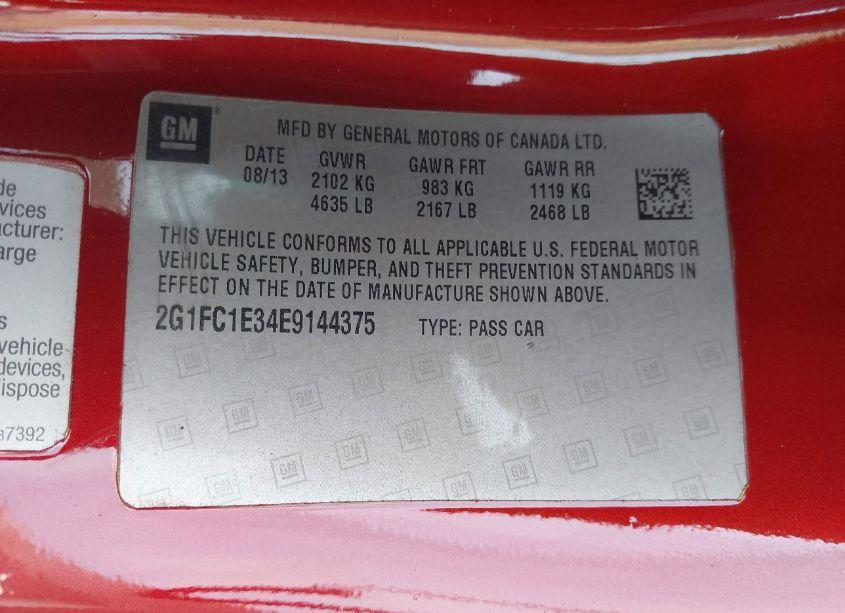 GM
MFD BY GENERAL MOTORS OF CANADA LTD.
DATE GVWR GAWR FRT GAWR RR
08/13 2102 KG 983 KG 1119 KG
4635 LB 2167 LB 2468 LB
THIS VEHICLE CONFORMS TO ALL APPLICABLE U.S. FEDERAL MOTOR
VEHICLE SAFETY, BUMPER, AND THEFT PREVENTION STANDARDS IN
EFFECT ON THE DATE OF MANUFACTURE SHOWN ABOVE.
2G1FC1E34E9144375 TYPE: PASS CAR
de
vices
acturer:
arge
s
vehicle
devices,
dispose
7392